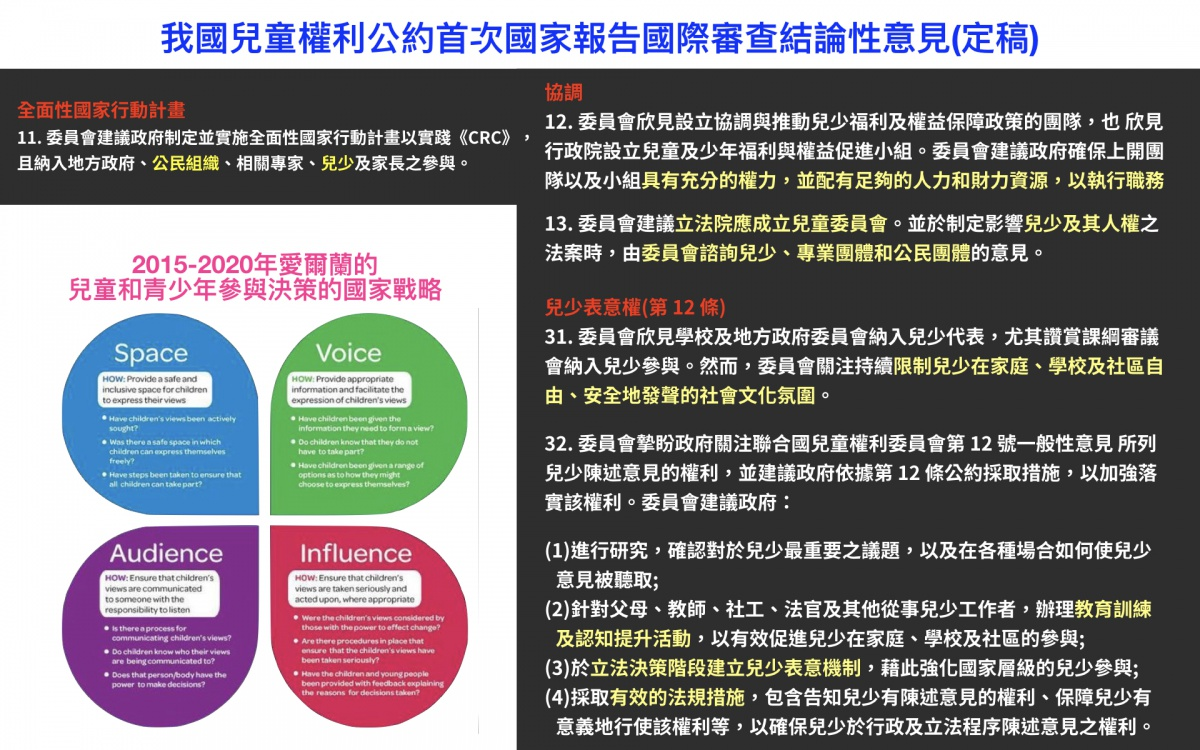 我國兒童權利公約首次國家報告國際審查結論性意見(定稿)
全面性國家行動計畫
11. 委員會建議政府制定並實施全面性國家行動計畫以實踐《CRC》，
且納入地方政府、公民組織、相關專家、兒少及家長之參與。
2015-2020年愛爾蘭的
兒童和青少年參與決策的國家戰略
Space
HOW: Provide a safe and
inclusive space for children
to express their views
• Have children's views been actively
sought?
• Was there a safe space in which
children can express themselves
freely?
• Have steps been taken to ensure that
all children can take part?
Voice
HOW: Provide appropriate
information and facilitate the
expression of children's views
• Have children been given the
information they need to form a view?
• Do children know that they do not
have to take part?
• Have children been given a range of
options as to how they might
choose to express themselves?
Audience
HOW: Ensure that children's
views are communicated
to someone with the
responsibility to listen
• Is there a process for
communicating children's views?
• Do children know who their views
are being communicated to?
• Does that person/body have the
power to make decisions?
Influence
HOW: Ensure that children's
views are taken seriously and
acted upon, where appropriate
• Were the children's views considered by
those with the power to effect change?
• Are there procedures in place that
ensure that the children's views have
been taken seriously?
• Have the children and young people
been provided with feedback explaining
the reasons for decisions taken?
協調
12. 委員會欣見設立協調與推動兒少福利及權益保障政策的團隊，也 欣見
行政院設立兒童及少年福利與權益促進小組。委員會建議政府確保上開團
隊以及小組具有充分的權力，並配有足夠的人力和財力資源，以執行職務
13. 委員會建議立法院應成立兒童委員會。並於制定影響兒少及其人權之
法案時，由委員會諮詢兒少、專業團體和公民團體的意見。
兒少表意權(第 12 條)
31. 委員會欣見學校及地方政府委員會納入兒少代表，尤其讚賞課綱審議
會納入兒少參與。然而，委員會關注持續限制兒少在家庭、學校及社區自
由、安全地發聲的社會文化氛圍。
32. 委員會摯盼政府關注聯合國兒童權利委員會第 12 號一般性意見 所列
兒少陳述意見的權利，並建議政府依據第 12 條公約採取措施，以加強落
實該權利。委員會建議政府：
(1)進行研究，確認對於兒少最重要之議題，以及在各種場合如何使兒少
意見被聽取;
(2)針對父母、教師、社工、法官及其他從事兒少工作者，辦理教育訓練
及認知提升活動，以有效促進兒少在家庭、學校及社區的參與;
(3)於立法決策階段建立兒少表意機制，藉此強化國家層級的兒少參與;
(4)採取有效的法規措施，包含告知兒少有陳述意見的權利、保障兒少有
意義地行使該權利等，以確保兒少於行政及立法程序陳述意見之權利。